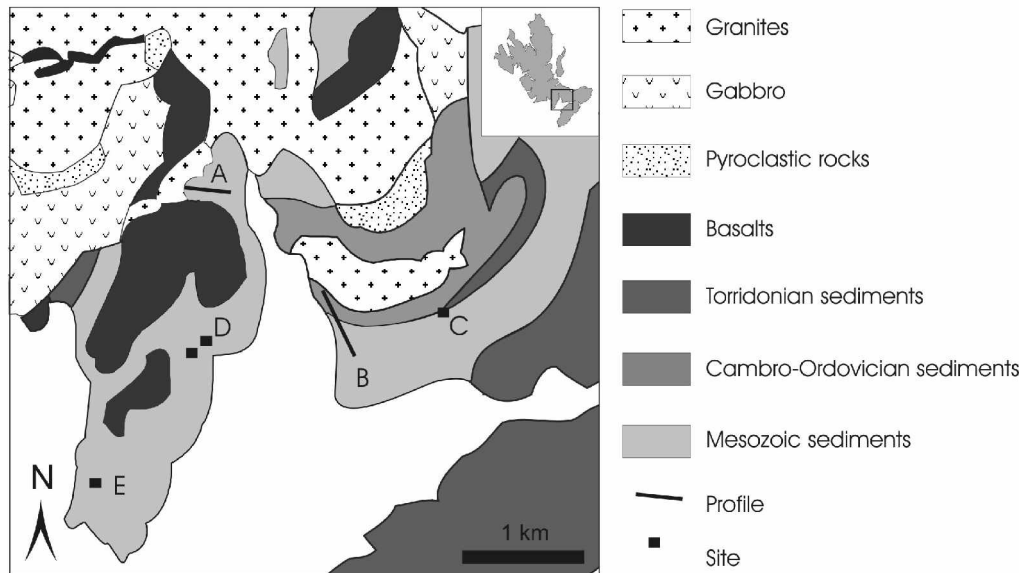 Granites
Gabbro
Pyroclastic rocks
Basalts
Torridonian sediments
Cambro-Ordovician sediments
Mesozoic sediments
Profile
Site
A
D
C
B
E
N
1 km